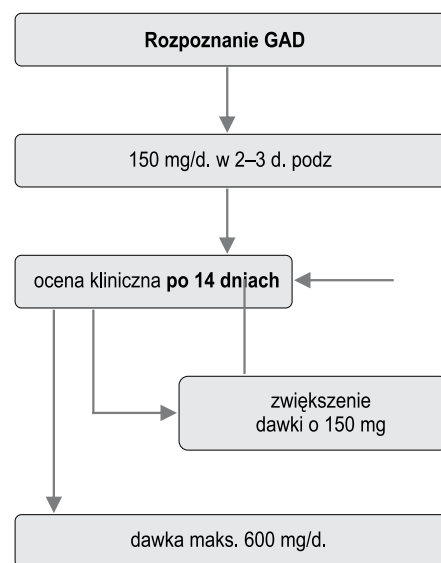 Rozpoznanie GAD
150 mg/d. w 2–3 d. podz
ocena kliniczna po 14 dniach
zwiększenie
dawki o 150 mg
dawka maks. 600 mg/d.